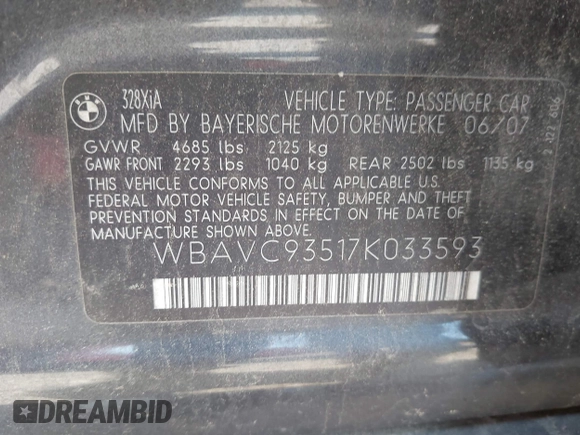 BMW
328XiA
VEHICLE TYPE: PASSENGER CAR
MFD BY BAYERISCHE MOTORENWERKE 06/07
GVWR 4685 lbs 2125 kg
GAWR FRONT 2293 lbs 1040 kg REAR 2502 lbs 1135 kg
THIS VEHICLE CONFORMS TO ALL APPLICABLE U.S.
FEDERAL MOTOR VEHICLE SAFETY, BUMPER AND THEFT
PREVENTION STANDARDS IN EFFECT ON THE DATE OF
MANUFACTURE SHOWN ABOVE.
WBAVC93517K033593
DREAMBID